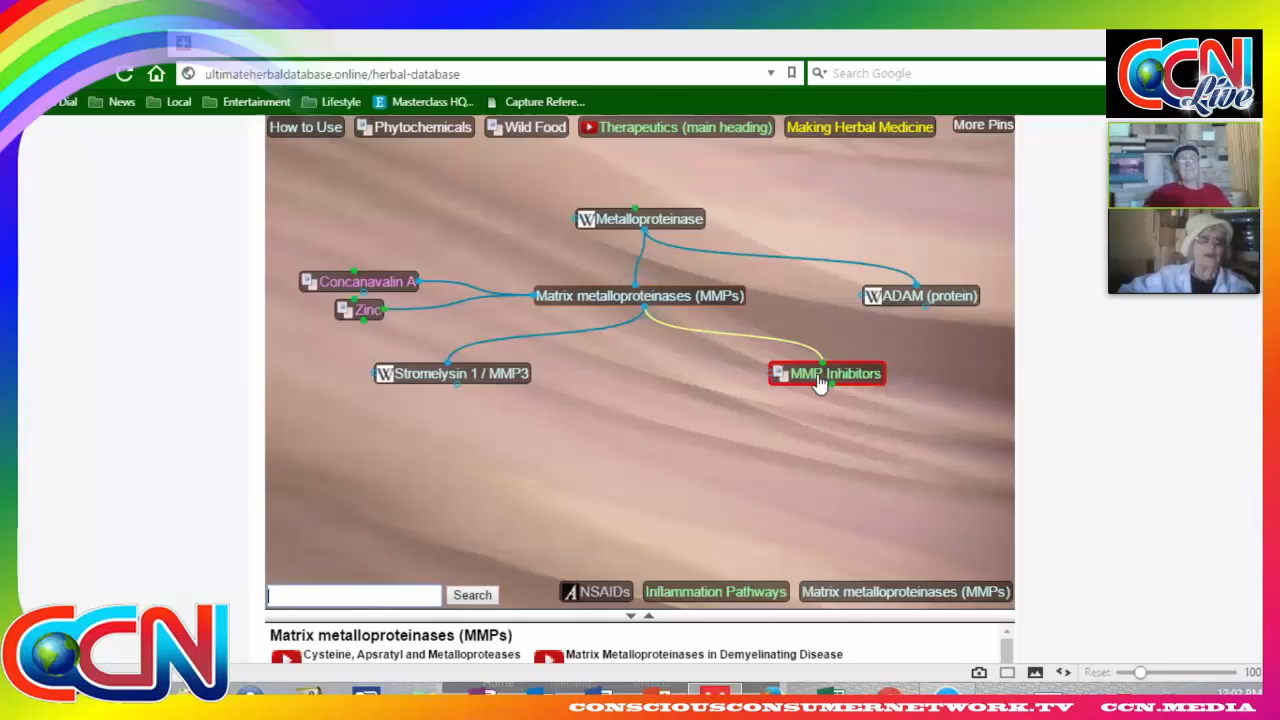 CCN
Live
ultimateherbaldatabase.online/herbal-database
Search Google
Dial
News
Local
Entertainment
Lifestyle
Masterclass HQ...
Capture Refere...
How to Use
Phytochemicals
Wild Food
Therapeutics (main heading)
Making Herbal Medicine
More Pins
Metalloproteinase
Concanavalin A
Zinc
Matrix metalloproteinases (MMPs)
ADAM (protein)
Stromelysin 1 / MMP3
MMP Inhibitors
Search
NSAIDs
Inflammation Pathways
Matrix metalloproteinases (MMPs)
Matrix metalloproteinases (MMPs)
Cysteine, Apsratyl and Metalloproteases
Matrix Metalloproteinases in Demyelinating Disease
Reset
100
CCN
12:02 PM
CONSCIOUSCONSUMERNETWORK.TV CCN.MEDIA